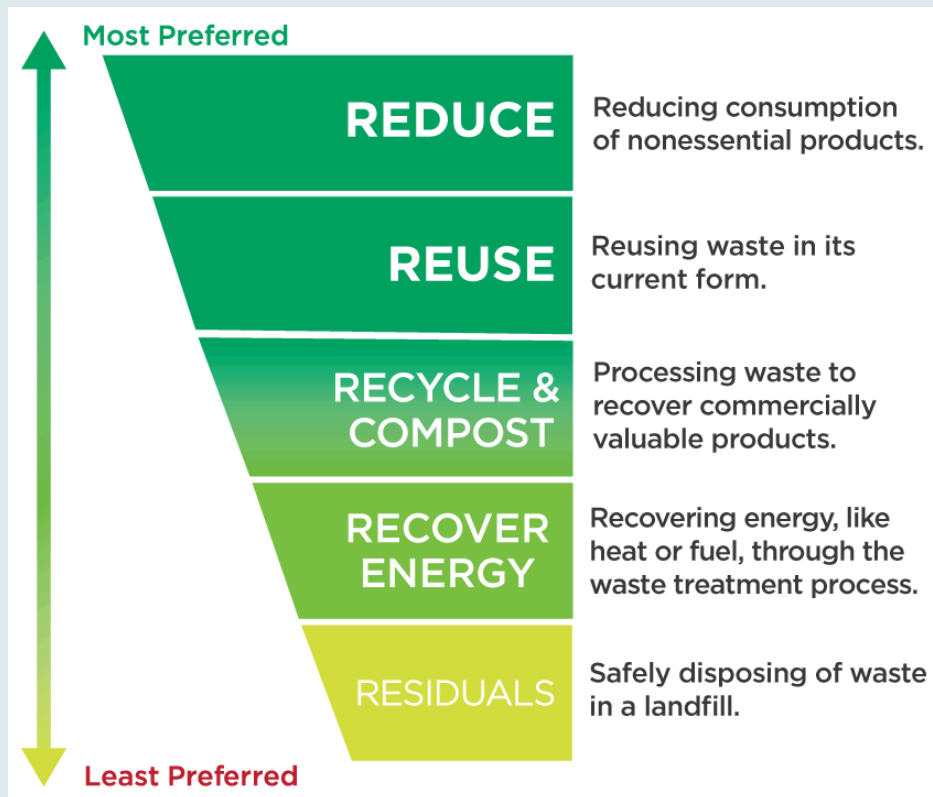 Most Preferred
REDUCE
Reducing consumption
of nonessential products.
REUSE
Reusing waste in its
current form.
RECYCLE &
COMPOST
Processing waste to
recover commercially
valuable products.
RECOVER
ENERGY
Recovering energy, like
heat or fuel, through the
waste treatment process.
RESIDUALS
Safely disposing of waste
in a landfill.
Least Preferred